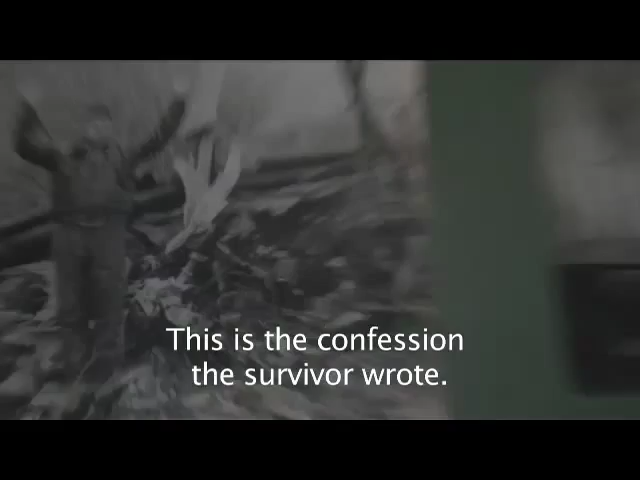 This is the confession
the survivor wrote.